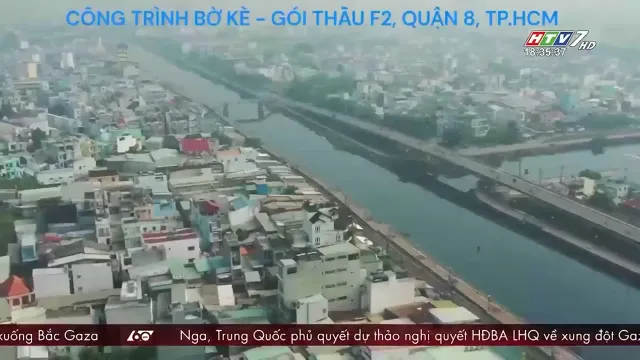 CÔNG TRÌNH BỜ KÈ - GÓI THẦU F2, QUẬN 8, TP.HCM
HTV7 HD
18:35:37
xuống Bắc Gaza 60 Nga, Trung Quốc phủ quyết dự thảo nghị quyết HĐBA LHQ về xung đột Gaz